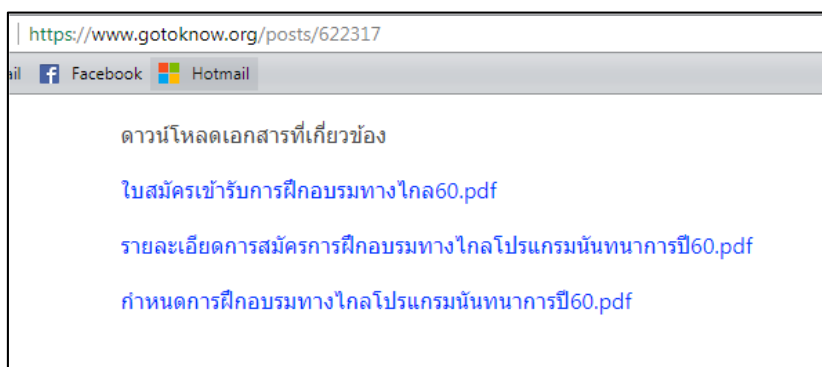 https://www.gotoknow.org/posts/622317
ail Facebook Hotmail
ดาวน์โหลดเอกสารที่เกี่ยวข้อง
ใบสมัครเข้ารับการฝึกอบรมทางไกล60.pdf
รายละเอียดการสมัครการฝึกอบรมทางไกลโปรแกรมนันทนาการปี60.pdf
กำหนดการฝึกอบรมทางไกลโปรแกรมนันทนาการปี60.pdf